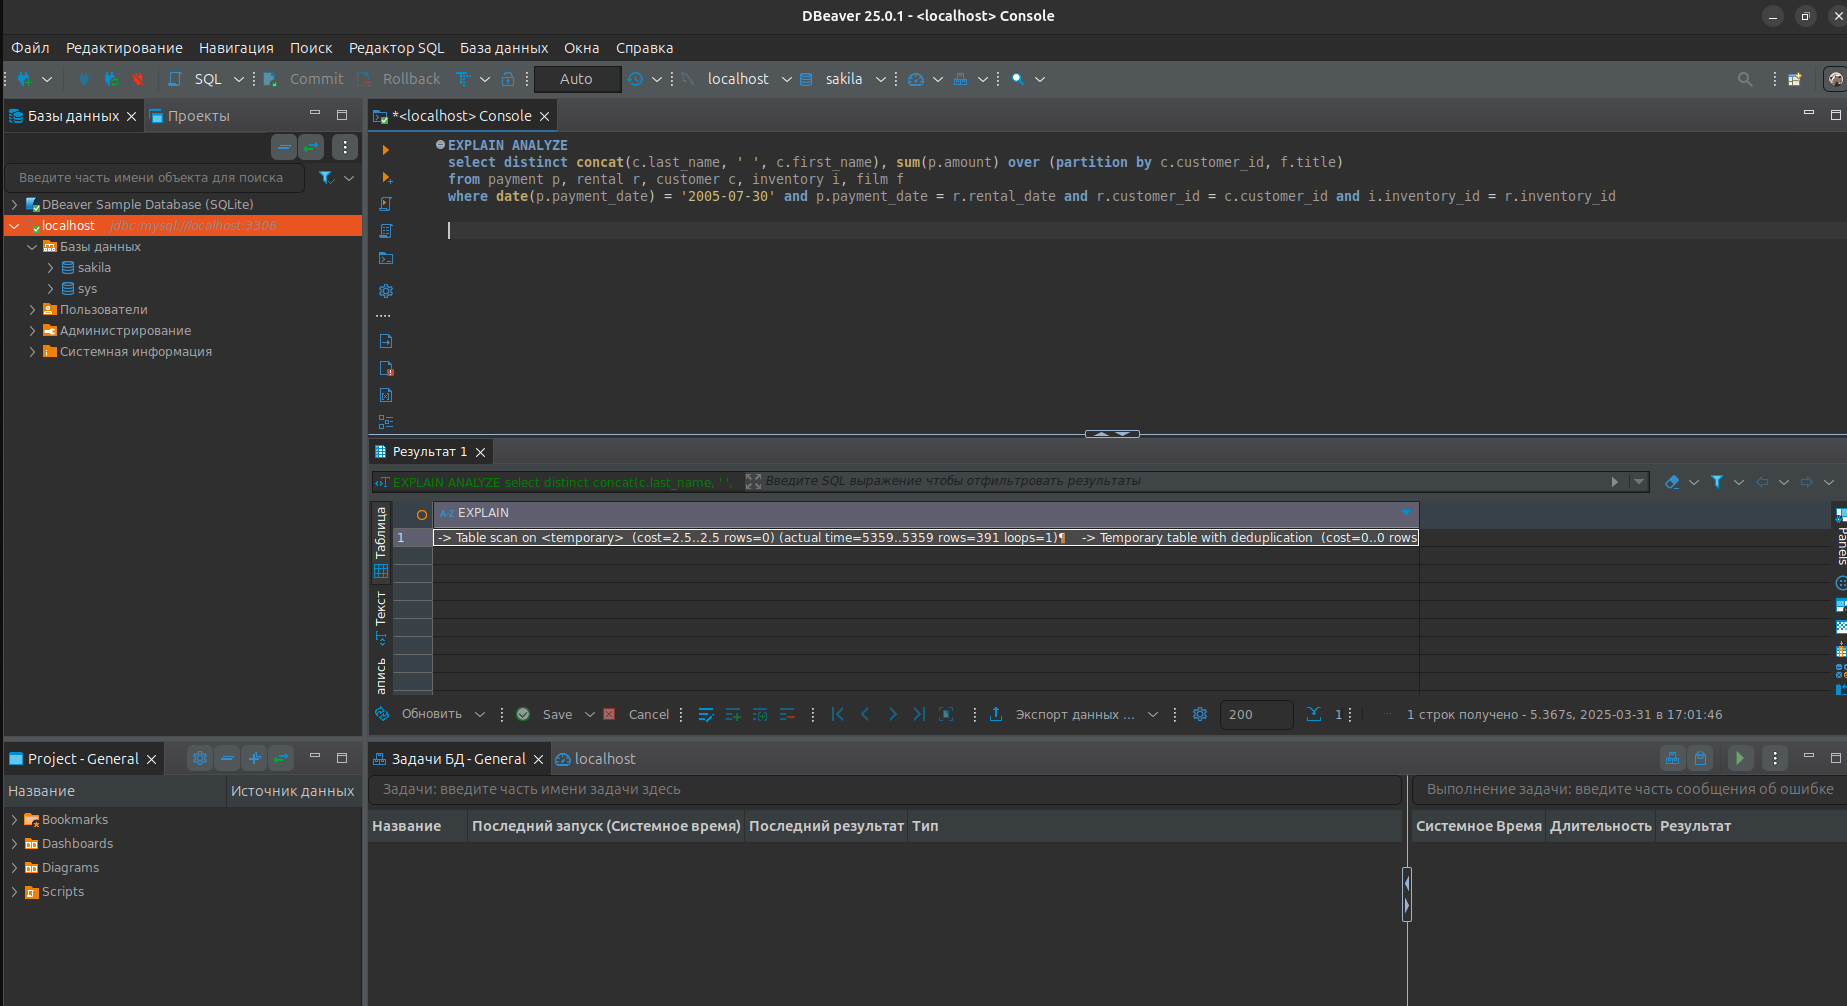 DBeaver 25.0.1 - <localhost> Console
Файл Редактирование Навигация Поиск Редактор SQL База данных Окна Справка
SQL Commit Rollback Auto localhost sakila
Базы данных Проекты
Введите часть имени объекта для поиска
DBeaver Sample Database (SQLite)
localhost jdbc:mysql://localhost:3306
Базы данных
sakila
sys
Пользователи
Администрирование
Системная информация
*<localhost> Console
EXPLAIN ANALYZE
select distinct concat(c.last_name, ' ', c.first_name), sum(p.amount) over (partition by c.customer_id, f.title)
from payment p, rental r, customer c, inventory i, film f
where date(p.payment_date) = '2005-07-30' and p.payment_date = r.rental_date and r.customer_id = c.customer_id and i.inventory_id = r.inventory_id
Результат 1
EXPLAIN ANALYZE select distinct concat(c.last_name, ' ', Введите SQL выражение чтобы отфильтровать результаты
Таблица
Текст
апись
A-Z EXPLAIN
1 -> Table scan on <temporary> (cost=2.5..2.5 rows=0) (actual time=5359..5359 rows=391 loops=1)¶ -> Temporary table with deduplication (cost=0..0 rows
Panels
Обновить Save Cancel Экспорт данных ... 200 1 1 строк получено - 5.367s, 2025-03-31 в 17:01:46
Project - General
Название Источник данных
Bookmarks
Dashboards
Diagrams
Scripts
Задачи БД - General localhost
Задачи: введите часть имени задачи здесь
Название Последний запуск (Системное время) Последний результат Тип
Выполнение задачи: введите часть сообщения об ошибке
Системное Время Длительность Результат